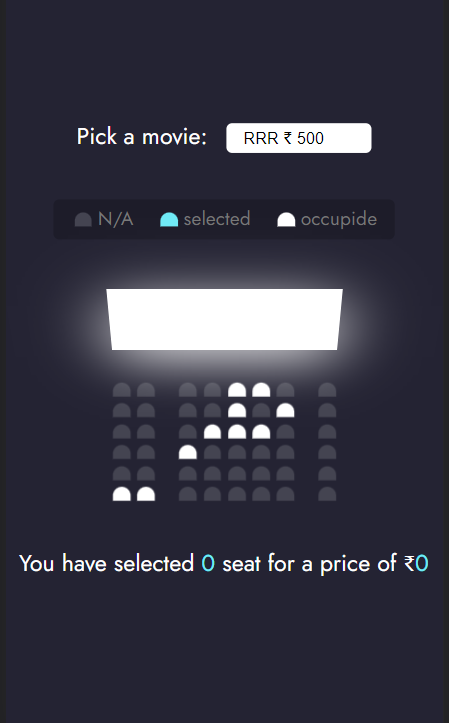 Pick a movie: RRR ₹ 500
N/A selected occupide
You have selected 0 seat for a price of ₹0